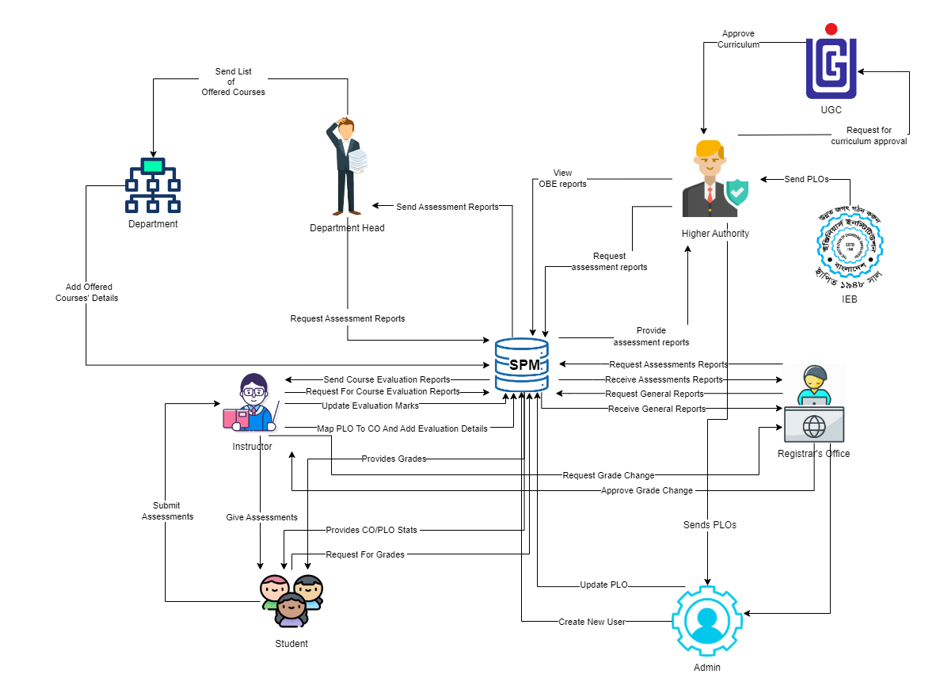 Approve
Curriculum
UGC
Send List
of
Offered Courses
Request for
curriculum approval
View
OBE reports
Send PLOs
Send Assessment Reports
Department
Department Head
Higher Authority
Request
assessment reports
১৯৪৮
IEB
Add Offered
Courses' Details
Request Assessment Reports
Provide
assessment reports
SPM
Request Assessments Reports
Send Course Evaluation Reports
Receive Assessments Reports
Request For Course Evaluation Reports
Request General Reports
Update Evaluation Marks
Receive General Reports
Map PLO To CO And Add Evaluation Details
Instructor
Registrar's Office
Provides Grades
Request Grade Change
Approve Grade Change
Submit
Assessments
Give Assessments
Sends PLOs
Provides CO/PLO Stats
Request For Grades
Update PLO
Create New User
Student
Admin